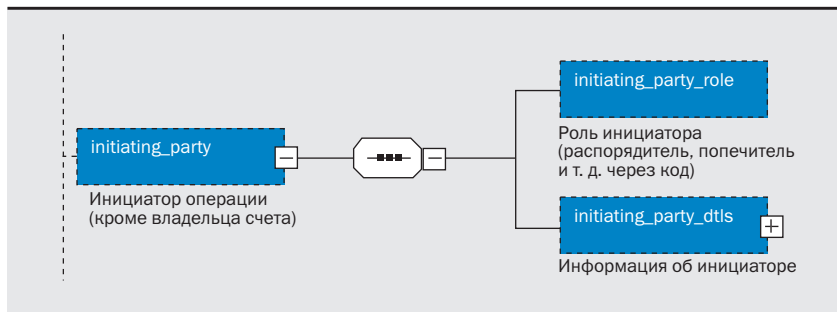 initiating_party_role
Роль инициатора
(распорядитель, попечитель
и т. д. через код)
initiating_party
Инициатор операции
(кроме владельца счета)
initiating_party_dtls
Информация об инициаторе